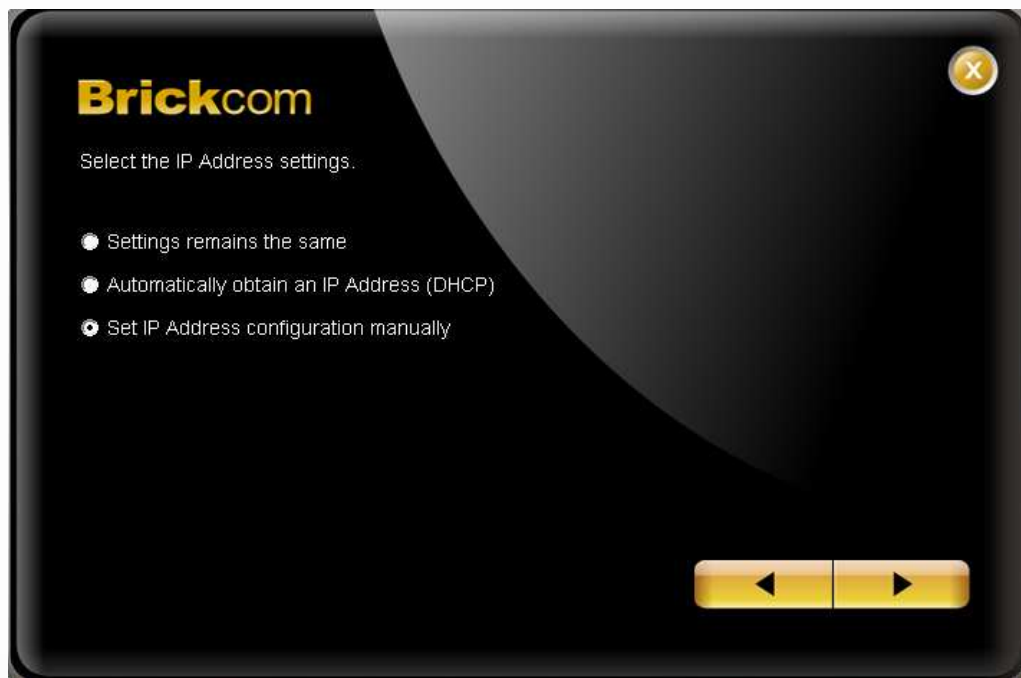 Brickcom
Select the IP Address settings.
Settings remains the same
Automatically obtain an IP Address (DHCP)
Set IP Address configuration manually